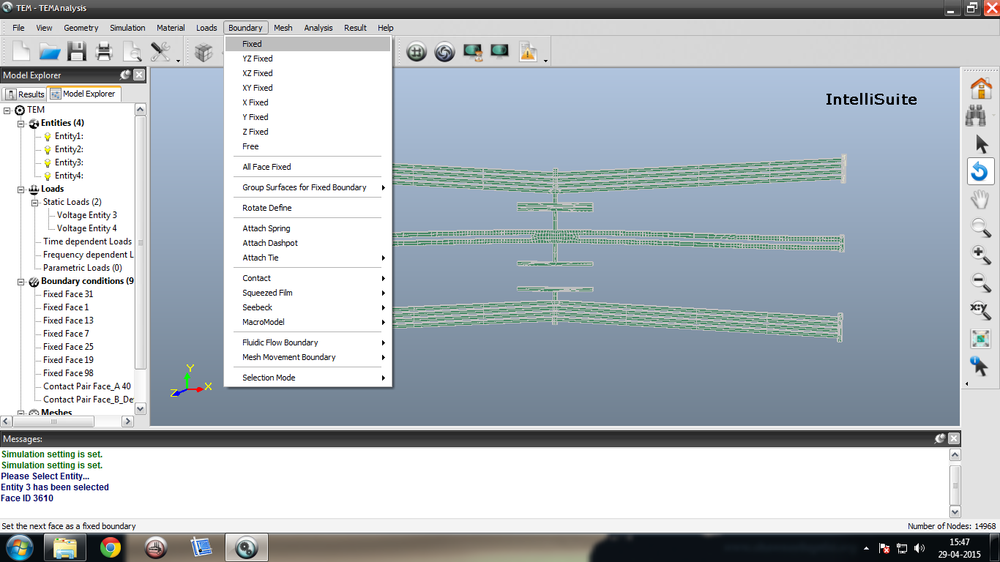 TEM - TEMAnalysis
File View Geometry Simulation Material Loads Boundary Mesh Analysis Result Help
Model Explorer
Results Model Explorer
TEM
Entities (4)
Entity1:
Entity2:
Entity3:
Entity4:
Loads
Static Loads (2)
Voltage Entity 3
Voltage Entity 4
Time dependent Loads
Frequency dependent L
Parametric Loads (0)
Boundary conditions (9
Fixed Face 31
Fixed Face 1
Fixed Face 13
Fixed Face 7
Fixed Face 25
Fixed Face 19
Fixed Face 98
Contact Pair Face_A 40
Contact Pair Face_B_De
Meshes
Fixed
YZ Fixed
XZ Fixed
XY Fixed
X Fixed
Y Fixed
Z Fixed
Free
All Face Fixed
Group Surfaces for Fixed Boundary
Rotate Define
Attach Spring
Attach Dashpot
Attach Tie
Contact
Squeezed Film
Seebeck
MacroModel
Fluidic Flow Boundary
Mesh Movement Boundary
Selection Mode
IntelliSuite
Y
X
Z
x:y
Messages:
Simulation setting is set.
Simulation setting is set.
Please Select Entity...
Entity 3 has been selected
Face ID 3610
Set the next face as a fixed boundary
Number of Nodes: 14968
15:47
29-04-2015